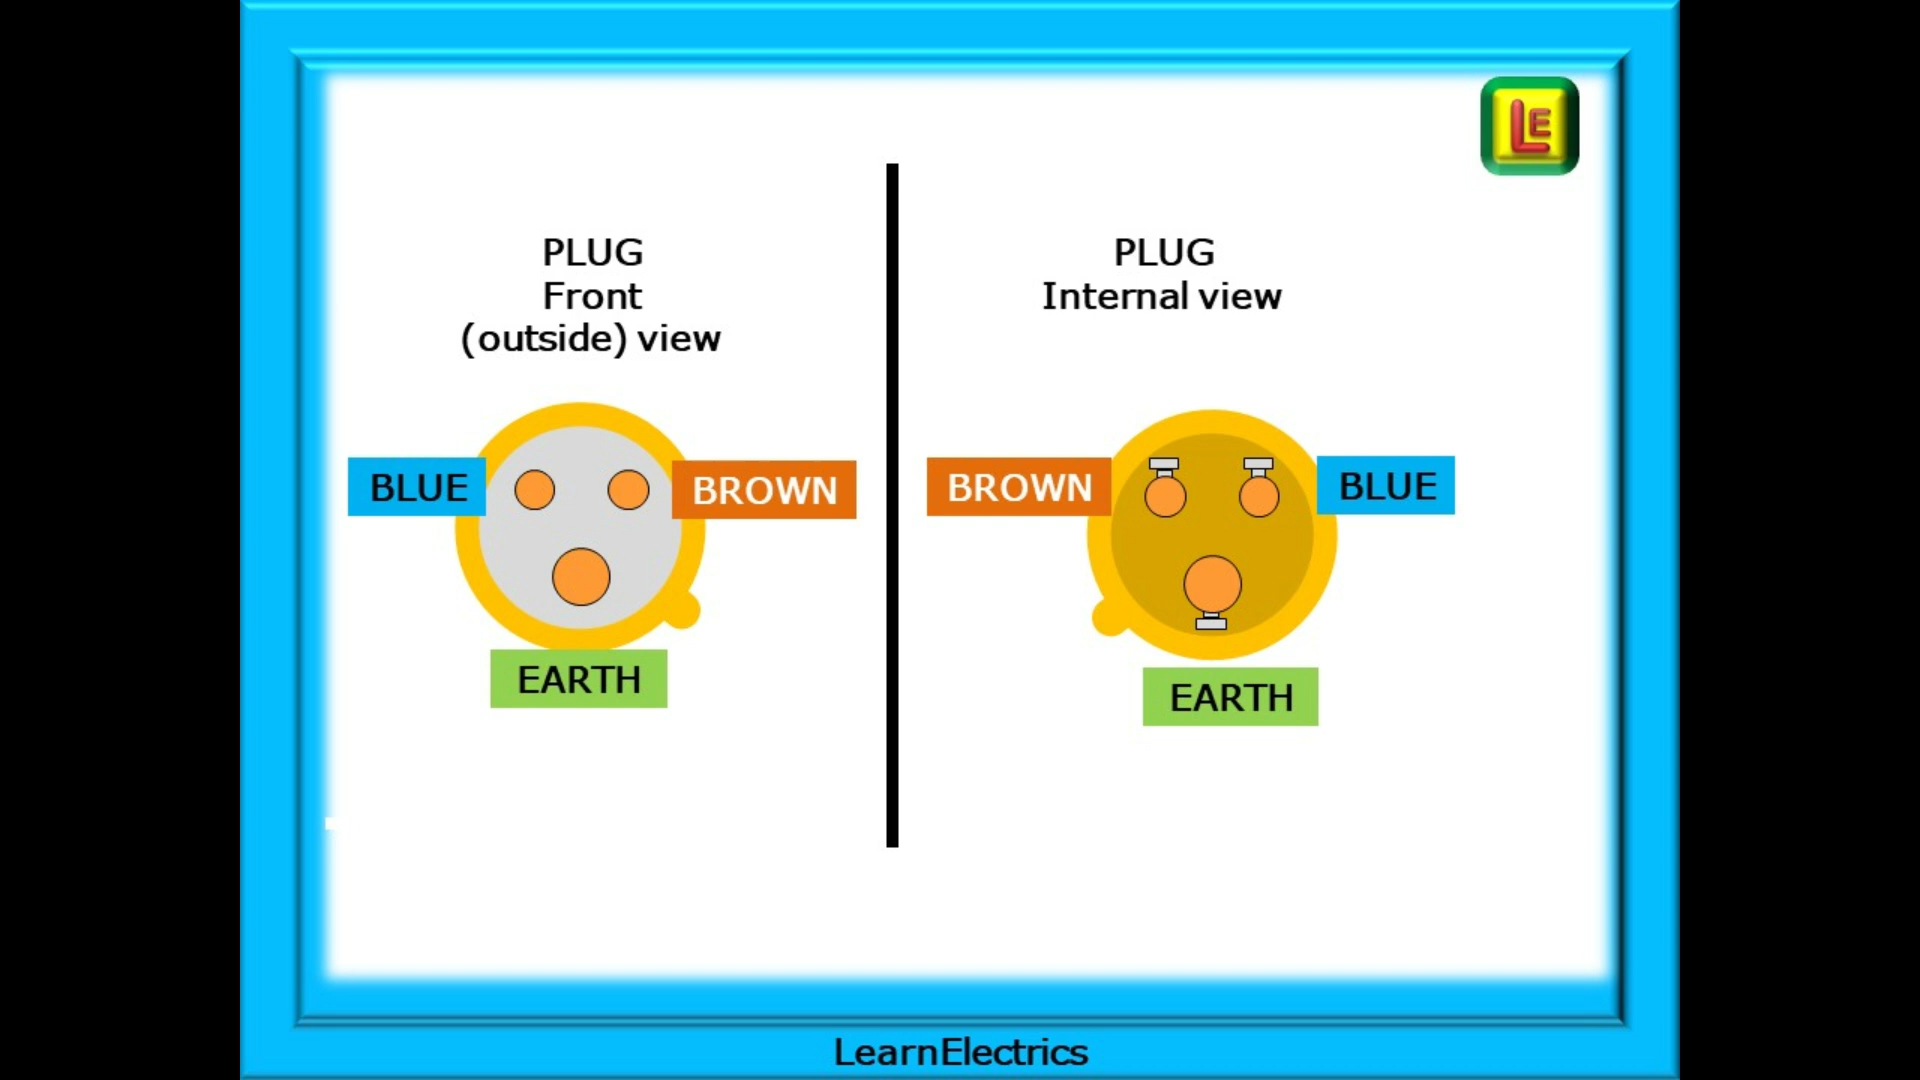 LE
PLUG
Front
(outside) view
PLUG
Internal view
BLUE
BROWN
BROWN
BLUE
EARTH
EARTH
LearnElectrics